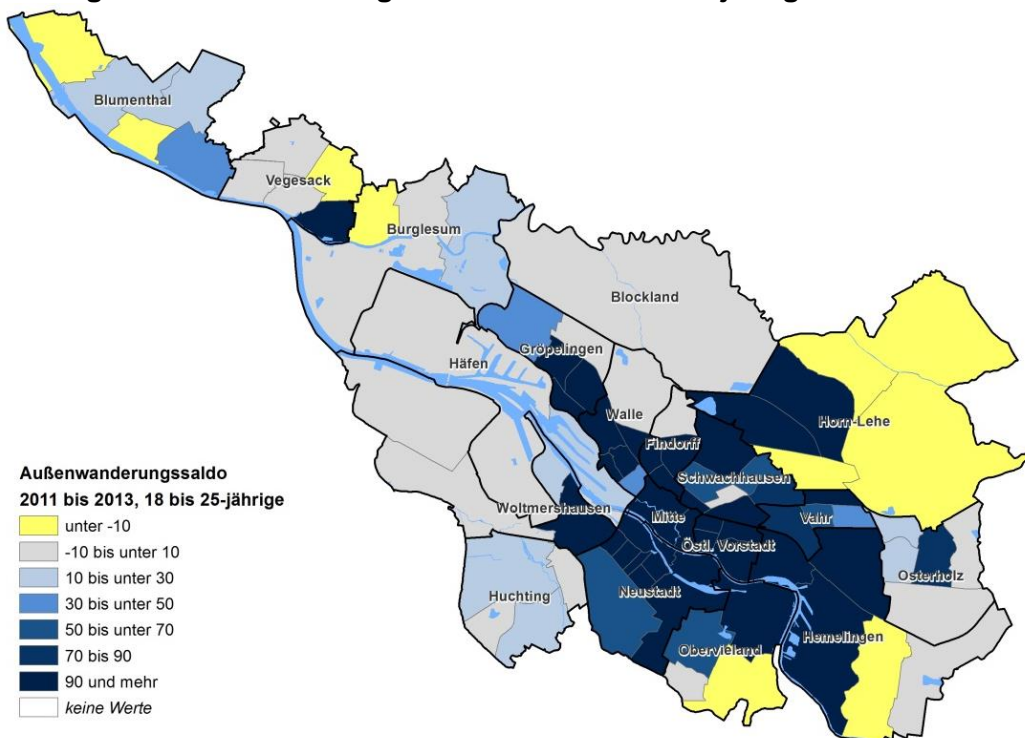 Blumenthal
Vegesack
Burglesum
Blockland
Gröpelingen
Häfen
Horn-Lehe
Walle
Findorff
Schwachhausen
Woltmershausen
Mitte
Vahr
Östl. Vorstadt
Osterholz
Huchting
Neustadt
Hemelingen
Obervieland
Außenwanderungssaldo
2011 bis 2013, 18 bis 25-jährige
unter -10
-10 bis unter 10
10 bis unter 30
30 bis unter 50
50 bis unter 70
70 bis 90
90 und mehr
keine Werte